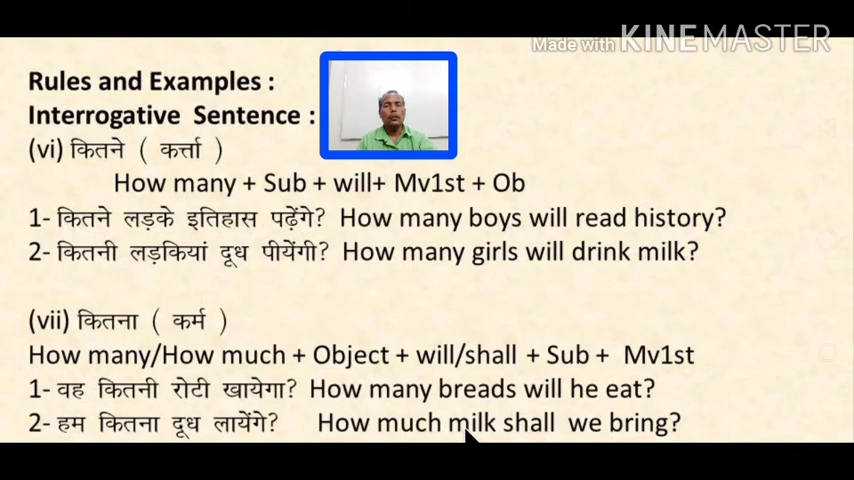 Made with KINEMASTER
Rules and Examples :
Interrogative Sentence :
(vi) कितने ( कर्त्ता )
How many + Sub + will+ Mv1st + Ob
1- कितने लड़के इतिहास पढ़ेंगे? How many boys will read history?
2- कितनी लड़कियां दूध पीयेंगी? How many girls will drink milk?
(vii) कितना ( कर्म )
How many/How much + Object + will/shall + Sub + Mv1st
1- वह कितनी रोटी खायेगा? How many breads will he eat?
2- हम कितना दूध लायेंगे? How much milk shall we bring?